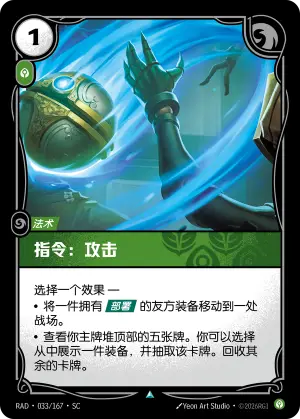 1
法术
指令：攻击
选择一个效果 —
• 将一件拥有 部署 的友方装备移动到一处
战场。
• 查看你主牌堆顶部的五张牌。你可以选择
从中展示一件装备，并抽取该卡牌。回收其
余的卡牌。
RAD • 033/167 • SC
Yeon Art Studio • ©2026RGI